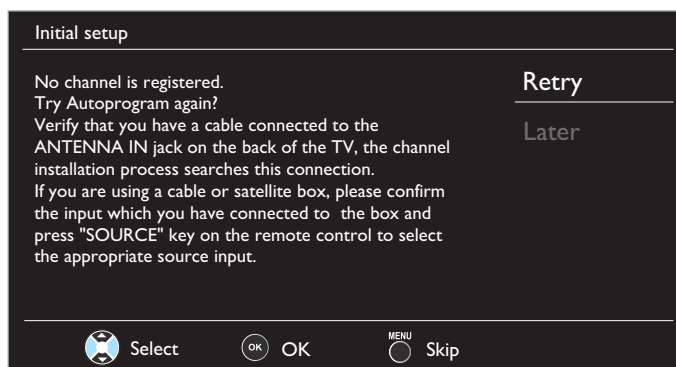 Initial setup
No channel is registered.
Try Autoprogram again?
Verify that you have a cable connected to the
ANTENNA IN jack on the back of the TV, the channel
installation process searches this connection.
If you are using a cable or satellite box, please confirm
the input which you have connected to the box and
press "SOURCE" key on the remote control to select
the appropriate source input.
Retry
Later
Select
OK OK
MENU
Skip